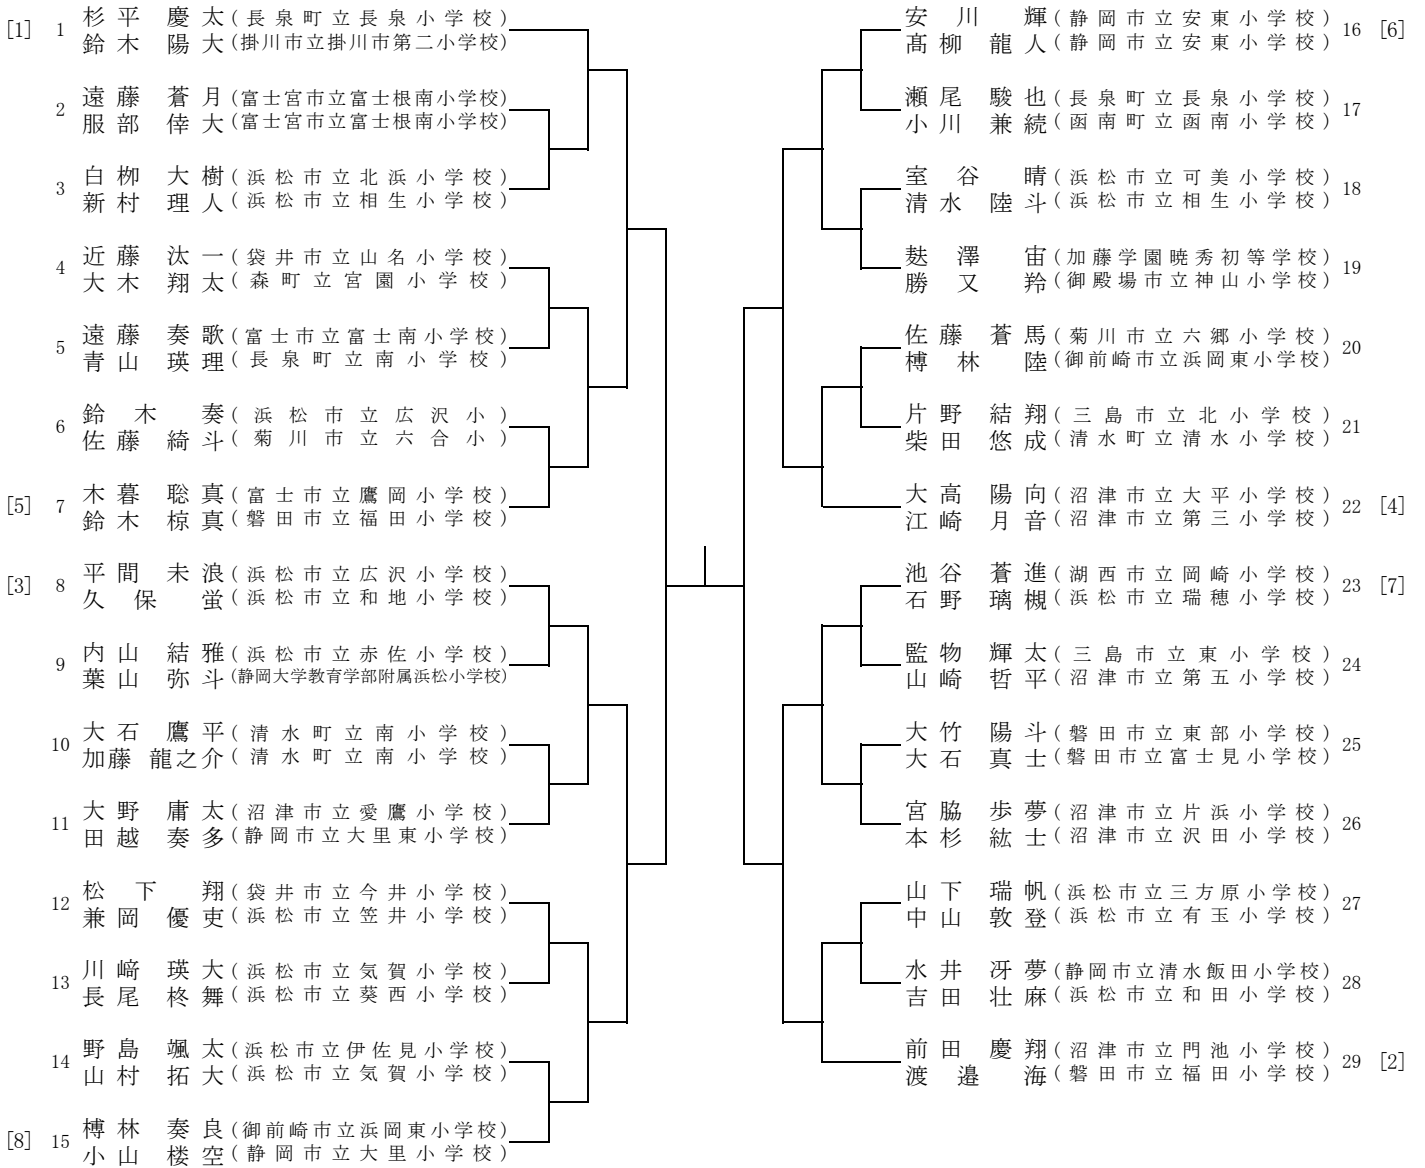 [1] 1 杉平 慶太 (長泉町立長泉小学校)
鈴木 陽大 (掛川市立掛川市第二小学校)
2 遠藤 蒼月 (富士宮市立富士根南小学校)
服部 倖大 (富士宮市立富士根南小学校)
3 白栁 大樹 (浜松市立北浜小学校)
新村 理人 (浜松市立相生小学校)
4 近藤 汰一 (袋井市立山名小学校)
大木 翔太 (森町立宮園小学校)
5 遠藤 奏歌 (富士市立富士南小学校)
青山 瑛理 (長泉町立南小学校)
6 鈴木 奏 (浜松市立広沢小)
佐藤 綺斗 (菊川市立六合小)
[5] 7 木暮 聡真 (富士市立鷹岡小学校)
鈴木 椋真 (磐田市立福田小学校)
[3] 8 平間 未浪 (浜松市立広沢小学校)
久保 蛍 (浜松市立和地小学校)
9 内山 結雅 (浜松市立赤佐小学校)
葉山 弥斗 (静岡大学教育学部附属浜松小学校)
10 大石 鷹平 (清水町立南小学校)
加藤 龍之介 (清水町立南小学校)
11 大野 庸太 (沼津市立愛鷹小学校)
田越 奏多 (静岡市立大里東小学校)
12 松下 翔 (袋井市立今井小学校)
兼岡 優吏 (浜松市立笠井小学校)
13 川﨑 瑛大 (浜松市立気賀小学校)
長尾 柊舞 (浜松市立葵西小学校)
14 野島 颯太 (浜松市立伊佐見小学校)
山村 拓大 (浜松市立気賀小学校)
[8] 15 榑林 奏良 (御前崎市立浜岡東小学校)
小山 楼空 (静岡市立大里小学校)
安川 輝 (静岡市立安東小学校) 16 [6]
髙柳 龍人 (静岡市立安東小学校)
瀬尾 駿也 (長泉町立長泉小学校) 17
小川 兼続 (函南町立函南小学校)
室谷 晴 (浜松市立可美小学校) 18
清水 陸斗 (浜松市立相生小学校)
麸澤 宙 (加藤学園暁秀初等学校) 19
勝又 羚 (御殿場市立神山小学校)
佐藤 蒼馬 (菊川市立六郷小学校) 20
榑林 陸 (御前崎市立浜岡東小学校)
片野 結翔 (三島市立北小学校) 21
柴田 悠成 (清水町立清水小学校)
大高 陽向 (沼津市立大平小学校) 22 [4]
江崎 月音 (沼津市立第三小学校)
池谷 蒼進 (湖西市立岡崎小学校) 23 [7]
石野 璃槻 (浜松市立瑞穂小学校)
監物 輝太 (三島市立東小学校) 24
山崎 哲平 (沼津市立第五小学校)
大竹 陽斗 (磐田市立東部小学校) 25
大石 真士 (磐田市立富士見小学校)
宮脇 歩夢 (沼津市立片浜小学校) 26
本杉 紘士 (沼津市立沢田小学校)
山下 瑞帆 (浜松市立三方原小学校) 27
中山 敦登 (浜松市立有玉小学校)
水井 冴夢 (静岡市立清水飯田小学校) 28
吉田 壮麻 (浜松市立和田小学校)
前田 慶翔 (沼津市立門池小学校) 29 [2]
渡邉 海 (磐田市立福田小学校)